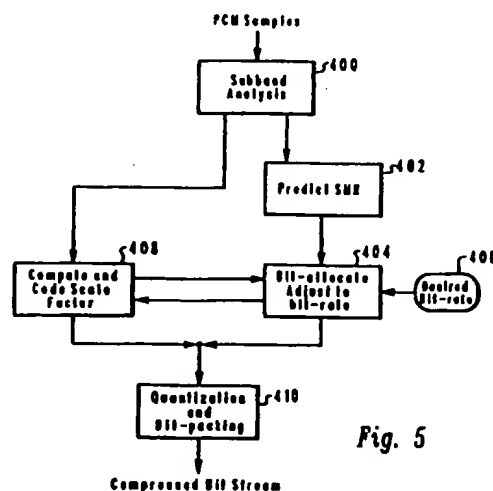 PCM Samples
400
Subband
Analysis
402
Predict SMR
408
Compute and
Code Scale
Factor
404
Bit-allocate
Adjust to
bit-rate
406
Desired
Bit-rate
Quantization
and
Bit-packing
410
Fig. 5
Compressed Bit Stream